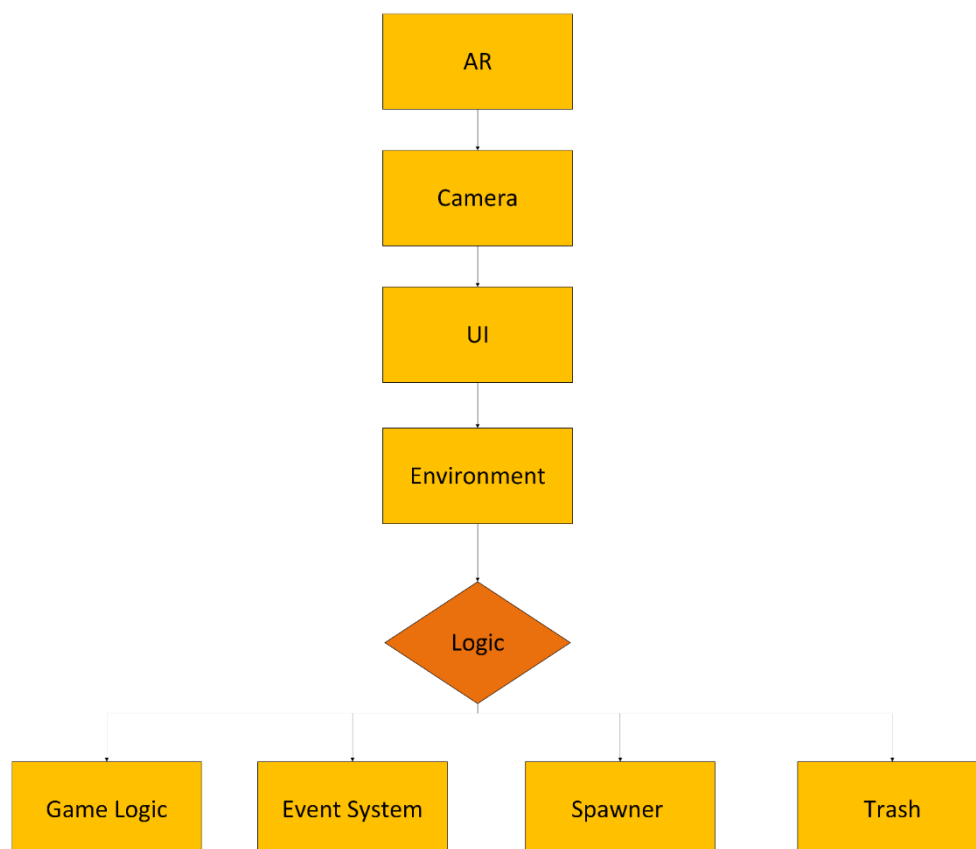 AR
Camera
UI
Environment
Logic
Game Logic
Event System
Spawner
Trash